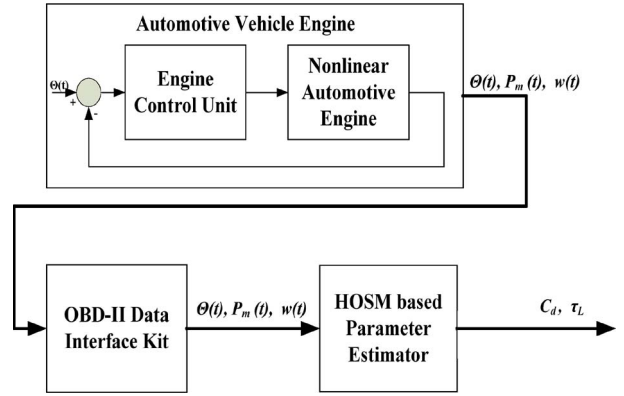 Automotive Vehicle Engine
Θ(t)
+
-
Engine
Control Unit
Nonlinear
Automotive
Engine
Θ(t), Pm(t), w(t)
OBD-II Data
Interface Kit
Θ(t), Pm(t), w(t)
HOSM based
Parameter
Estimator
Cd, τL